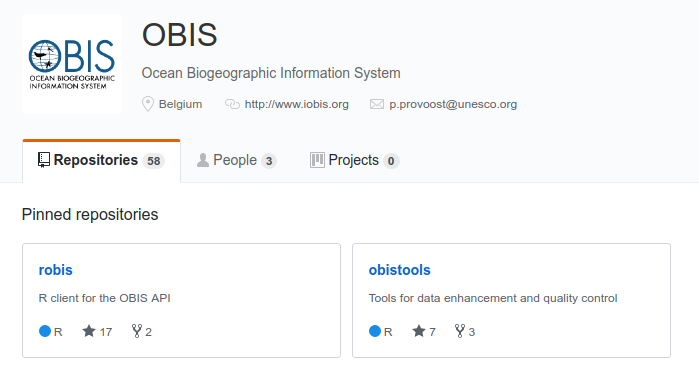 OBIS
OCEAN BIOGEOGRAPHIC
INFORMATION SYSTEM
OBIS
Ocean Biogeographic Information System
Belgium http://www.iobis.org p.provoost@unesco.org
Repositories 58 People 3 Projects 0
Pinned repositories
robis
R client for the OBIS API
R 17 2
obistools
Tools for data enhancement and quality control
R 7 3